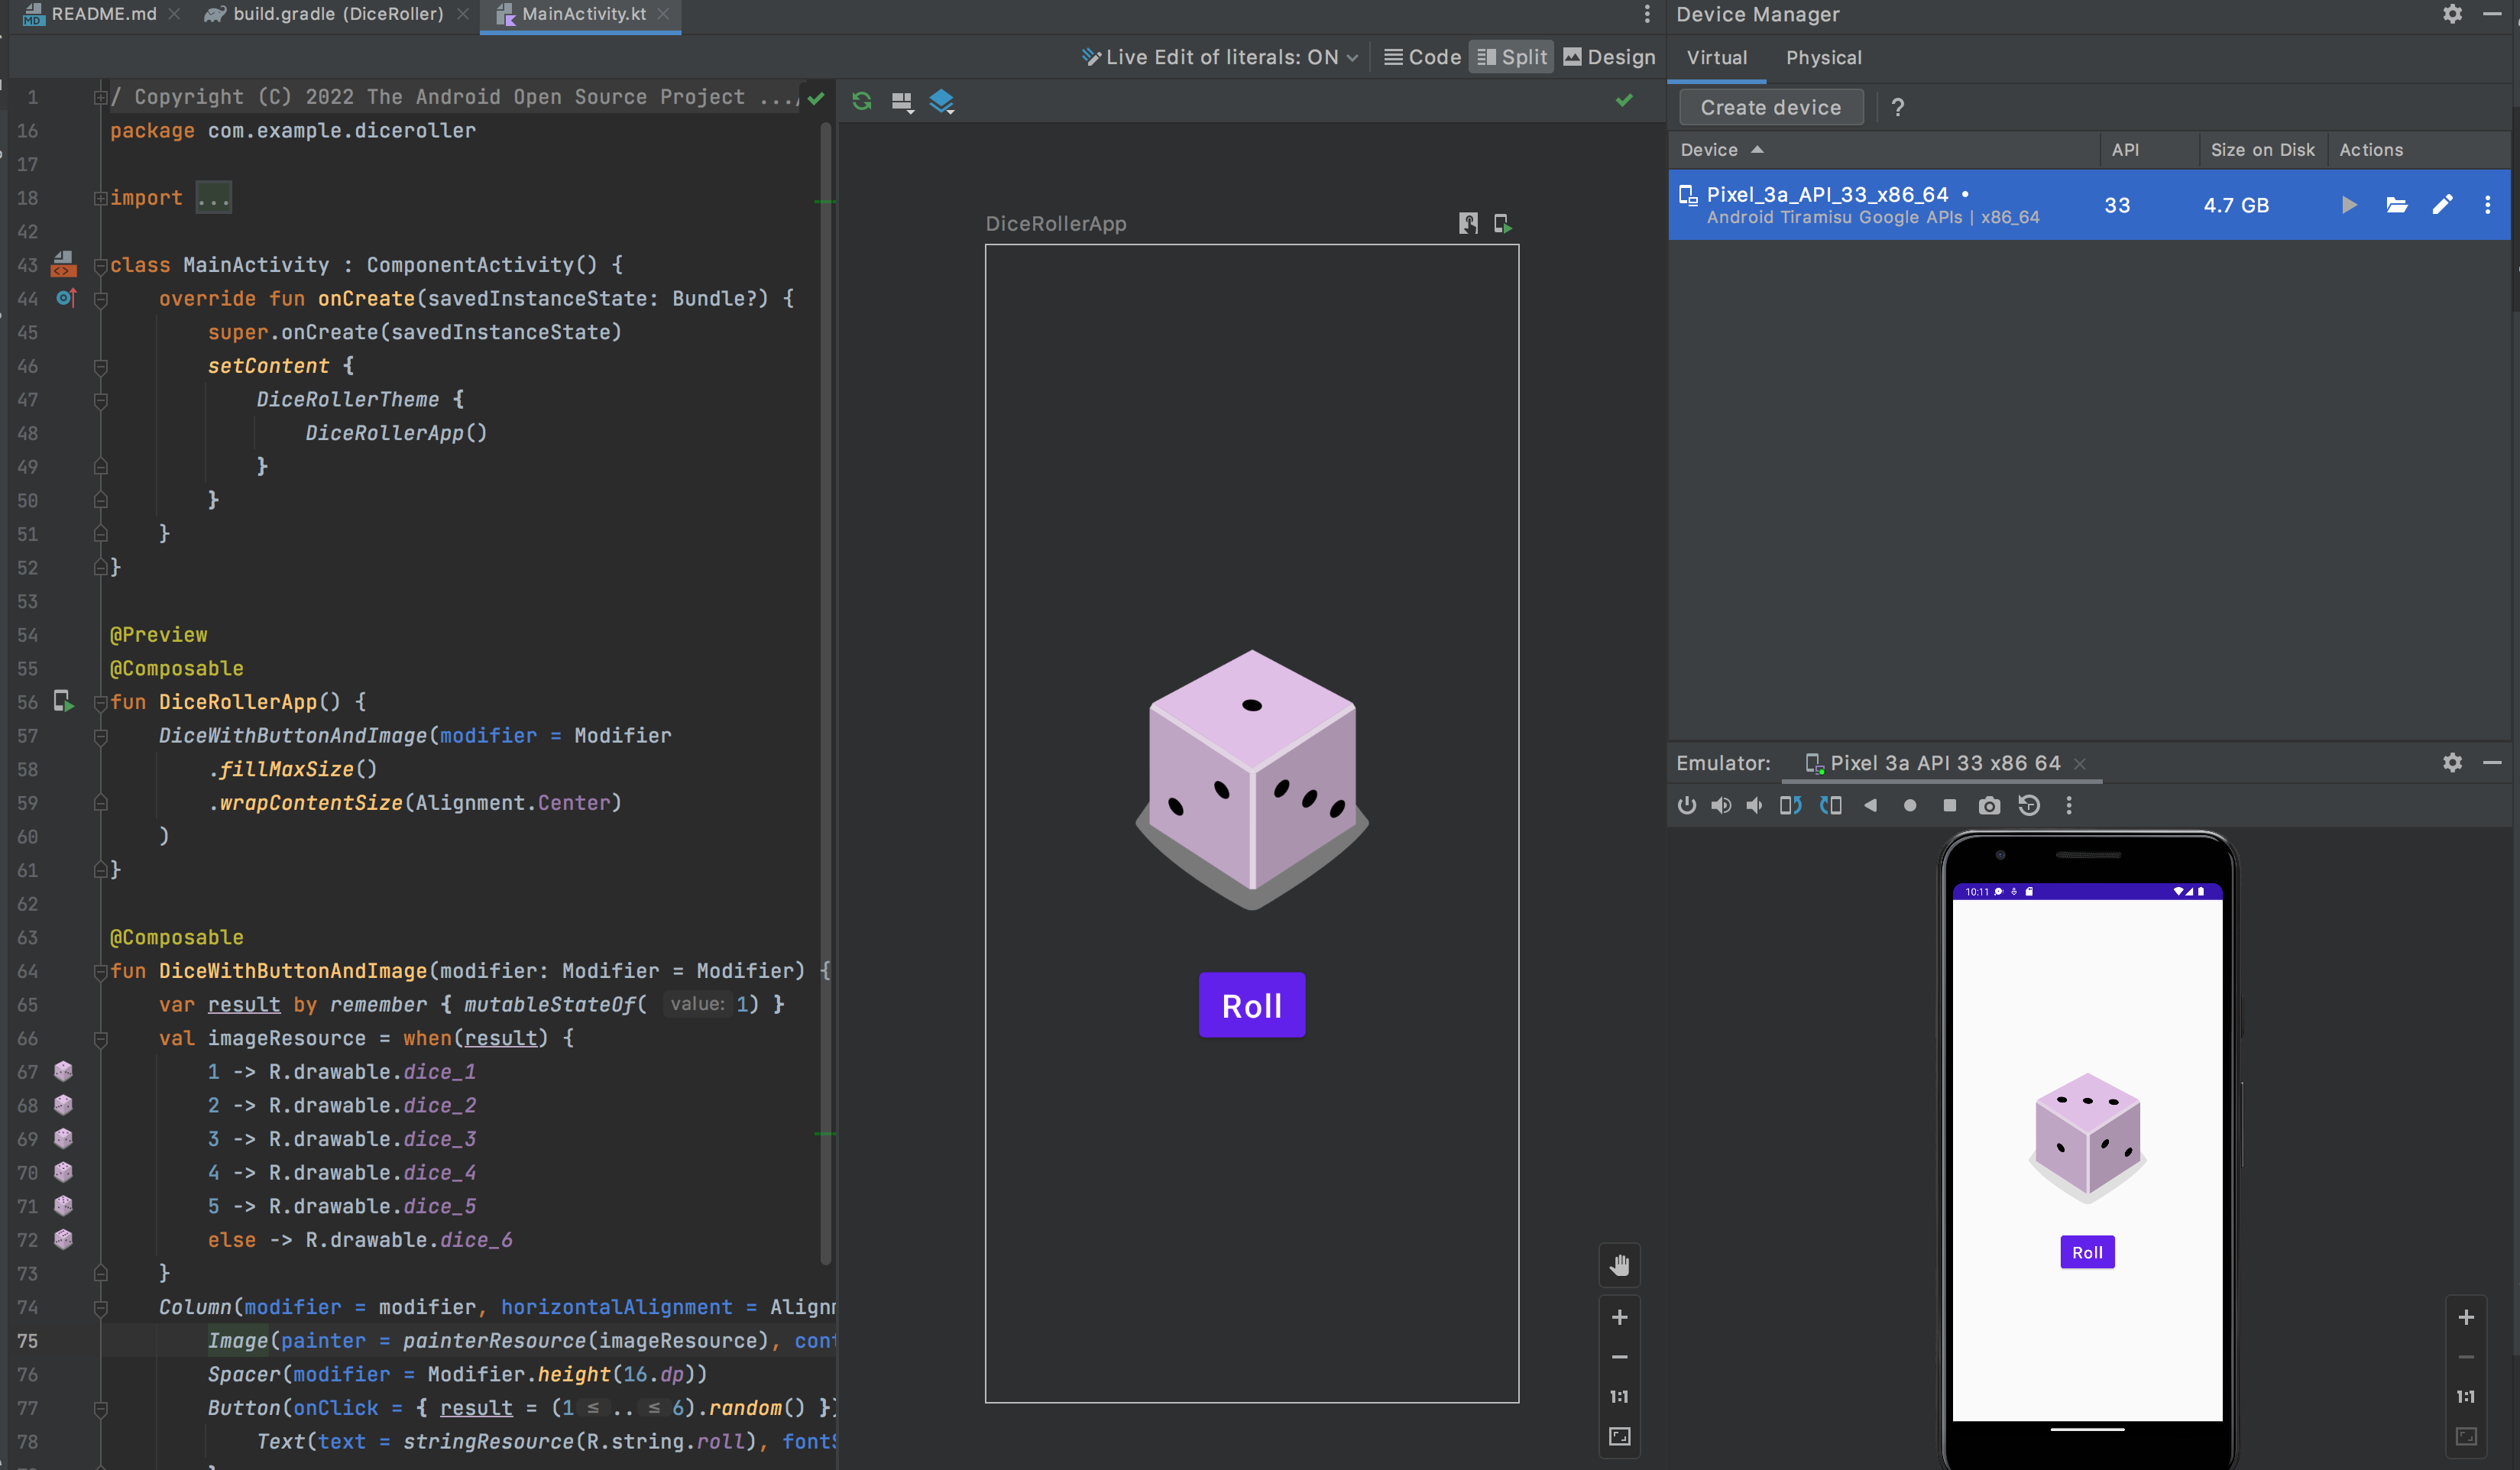 README.md
build.gradle (DiceRoller)
MainActivity.kt
Live Edit of literals: ON
Code
Split
Design
1 / Copyright (C) 2022 The Android Open Source Project .../
16 package com.example.diceroller
17
18 import ...
42
43 class MainActivity : ComponentActivity() {
44 override fun onCreate(savedInstanceState: Bundle?) {
45 super.onCreate(savedInstanceState)
46 setContent {
47 DiceRollerTheme {
48 DiceRollerApp()
49 }
50 }
51 }
52 }
53
54 @Preview
55 @Composable
56 fun DiceRollerApp() {
57 DiceWithButtonAndImage(modifier = Modifier
58 .fillMaxSize()
59 .wrapContentSize(Alignment.Center)
60 )
61 }
62
63 @Composable
64 fun DiceWithButtonAndImage(modifier: Modifier = Modifier) {
65 var result by remember { mutableStateOf( value: 1) }
66 val imageResource = when(result) {
67 1 -> R.drawable.dice_1
68 2 -> R.drawable.dice_2
69 3 -> R.drawable.dice_3
70 4 -> R.drawable.dice_4
71 5 -> R.drawable.dice_5
72 else -> R.drawable.dice_6
73 }
74 Column(modifier = modifier, horizontalAlignment = Alignm
75 Image(painter = painterResource(imageResource), cont
76 Spacer(modifier = Modifier.height(16.dp))
77 Button(onClick = { result = (1 ≤ .. ≤ 6).random() })
78 Text(text = stringResource(R.string.roll), fontS
DiceRollerApp
Roll
1:1
Device Manager
Virtual
Physical
Create device
?
Device
API
Size on Disk
Actions
Pixel_3a_API_33_x86_64 •
Android Tiramisu Google APIs | x86_64
33
4.7 GB
Emulator:
Pixel 3a API 33 x86 64
10:11
Roll
1:1